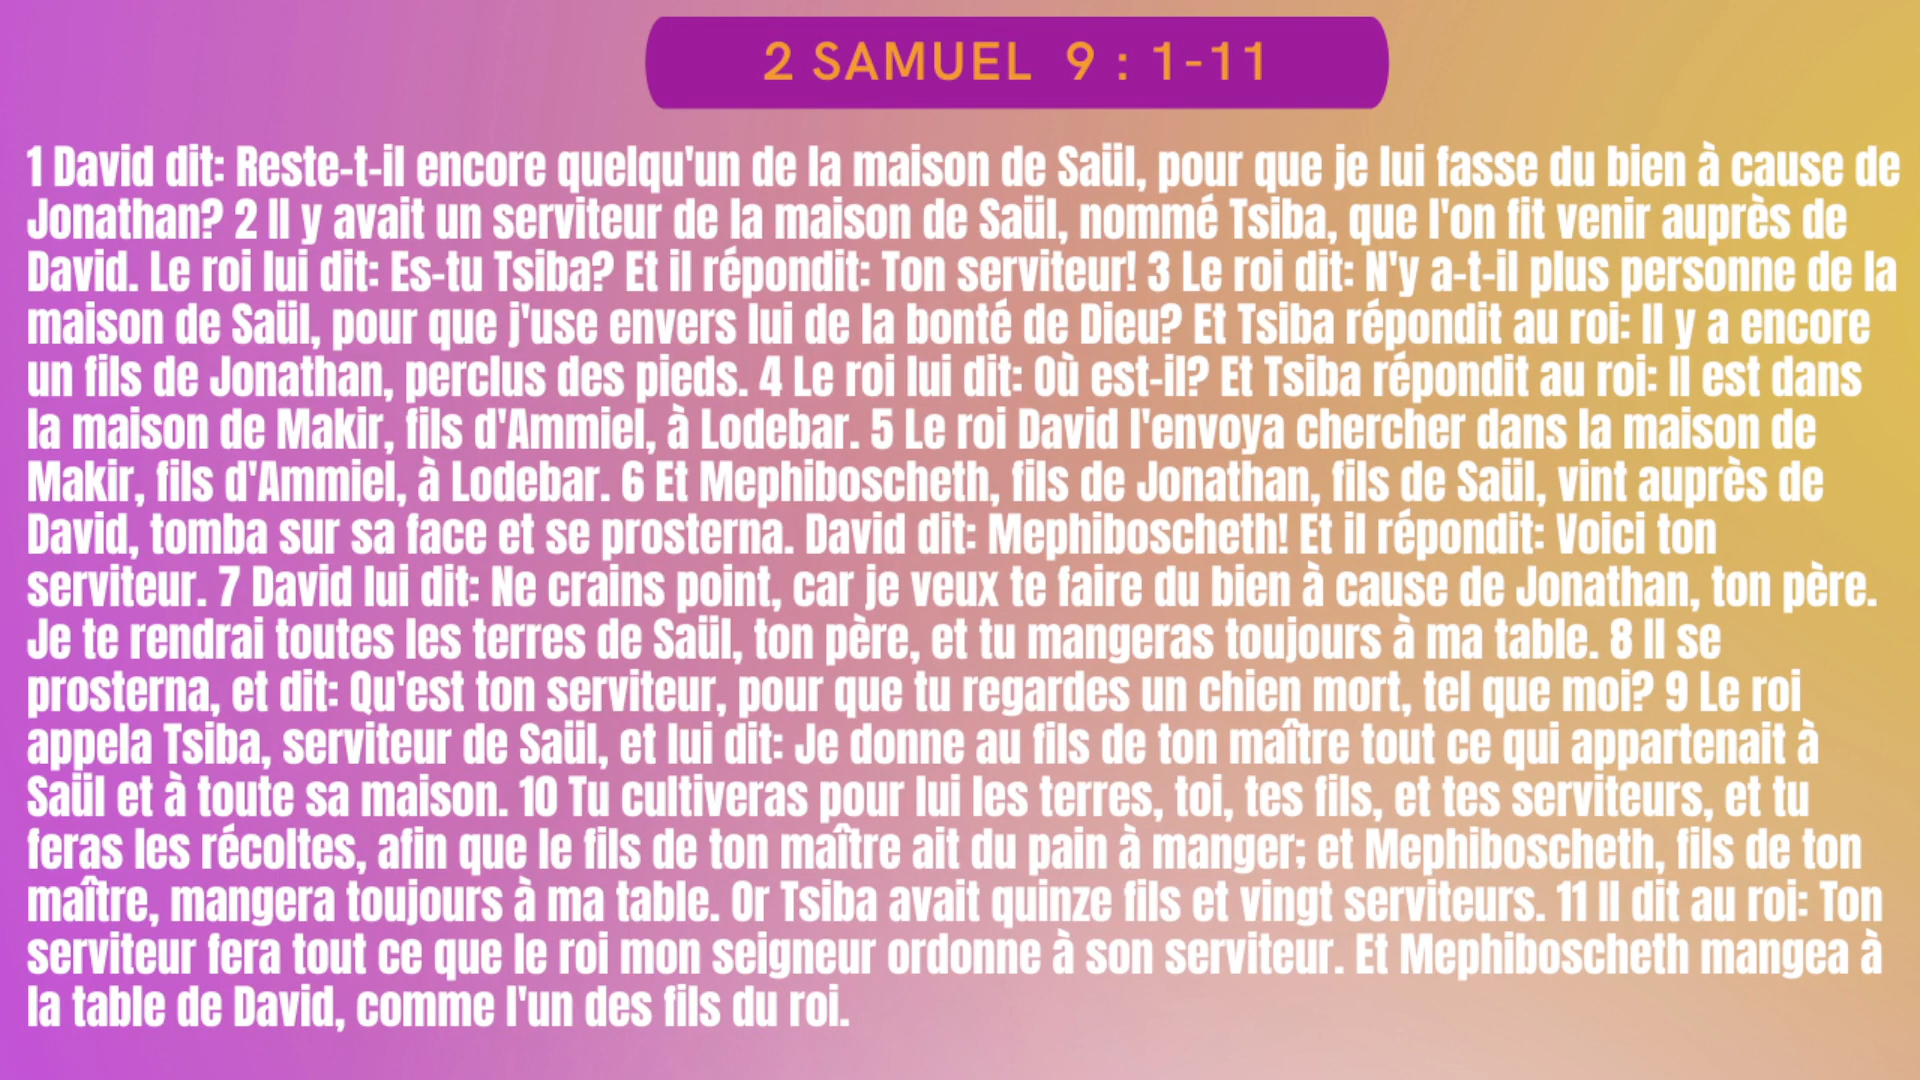 2 SAMUEL 9 : 1-11
1 David dit: Reste-t-il encore quelqu'un de la maison de Saül, pour que je lui fasse du bien à cause de
Jonathan? 2 Il y avait un serviteur de la maison de Saül, nommé Tsiba, que l'on fit venir auprès de
David. Le roi lui dit: Es-tu Tsiba? Et il répondit: Ton serviteur! 3 Le roi dit: N'y a-t-il plus personne de la
maison de Saül, pour que j'use envers lui de la bonté de Dieu? Et Tsiba répondit au roi: Il y a encore
un fils de Jonathan, perclus des pieds. 4 Le roi lui dit: Où est-il? Et Tsiba répondit au roi: Il est dans
la maison de Makir, fils d'Ammiel, à Lodebar. 5 Le roi David l'envoya chercher dans la maison de
Makir, fils d'Ammiel, à Lodebar. 6 Et Mephiboscheth, fils de Jonathan, fils de Saül, vint auprès de
David, tomba sur sa face et se prosterna. David dit: Mephiboscheth! Et il répondit: Voici ton
serviteur. 7 David lui dit: Ne crains point, car je veux te faire du bien à cause de Jonathan, ton père.
Je te rendrai toutes les terres de Saül, ton père, et tu mangeras toujours à ma table. 8 Il se
prosterna, et dit: Qu'est ton serviteur, pour que tu regardes un chien mort, tel que moi? 9 Le roi
appela Tsiba, serviteur de Saül, et lui dit: Je donne au fils de ton maître tout ce qui appartenait à
Saül et à toute sa maison. 10 Tu cultiveras pour lui les terres, toi, tes fils, et tes serviteurs, et tu
feras les récoltes, afin que le fils de ton maître ait du pain à manger; et Mephiboscheth, fils de ton
maître, mangera toujours à ma table. Or Tsiba avait quinze fils et vingt serviteurs. 11 Il dit au roi: Ton
serviteur fera tout ce que le roi mon seigneur ordonne à son serviteur. Et Mephiboscheth mangea à
la table de David, comme l'un des fils du roi.